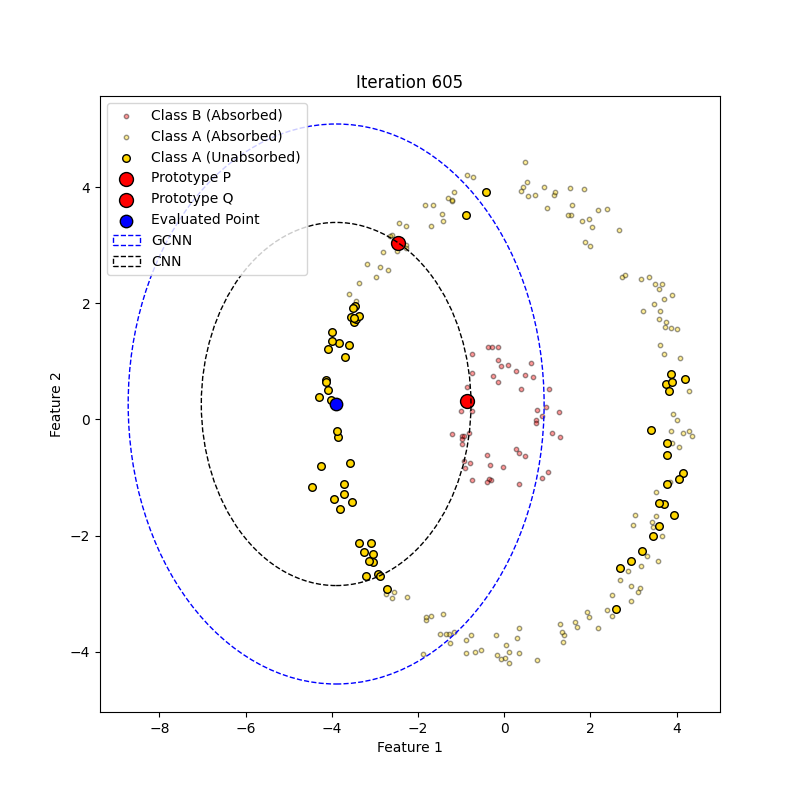 Iteration 605
Class B (Absorbed)
Class A (Absorbed)
Class A (Unabsorbed)
Prototype P
Prototype Q
Evaluated Point
GCNN
CNN
4
2
0
−2
−4
Feature 2
−8
−6
−4
−2
0
2
4
Feature 1